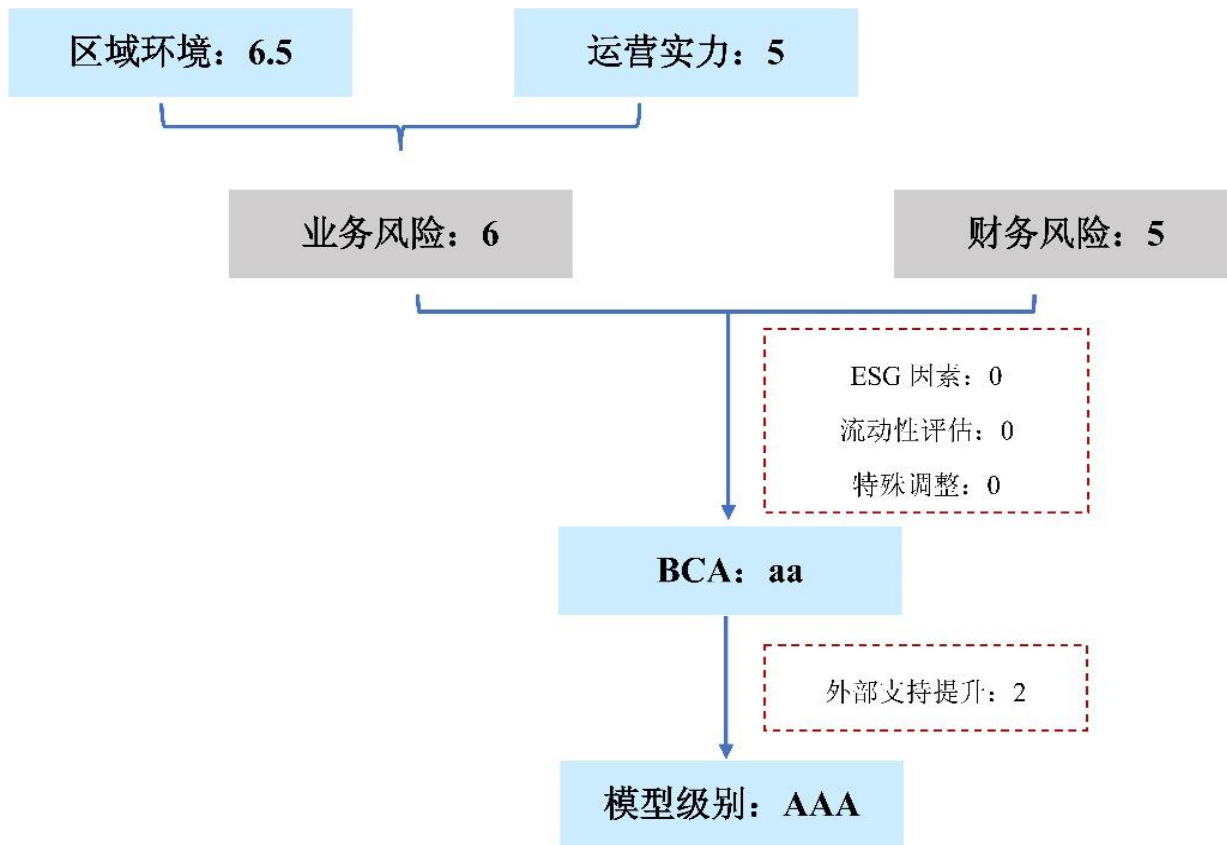 区域环境：6.5
运营实力：5
业务风险：6
财务风险：5
ESG 因素：0
流动性评估：0
特殊调整：0
BCA：aa
外部支持提升：2
模型级别：AAA